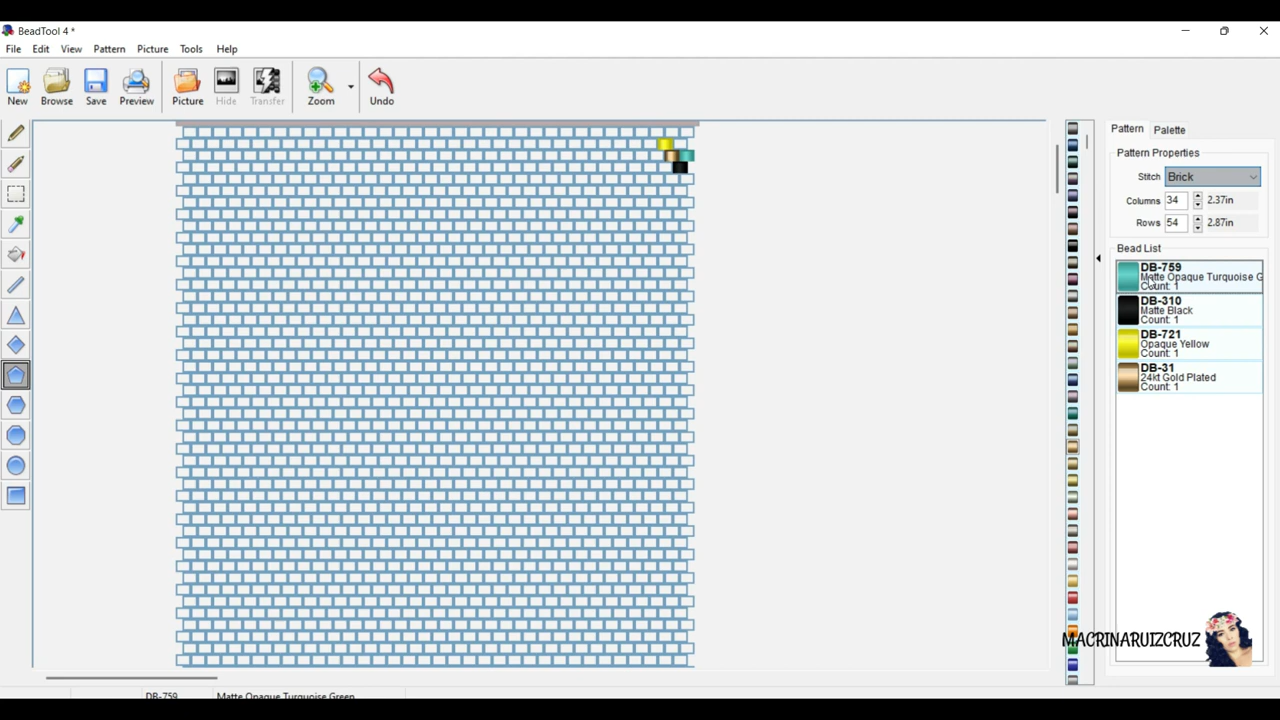 BeadTool 4 *
File Edit View Pattern Picture Tools Help
New Browse Save Preview Picture Hide Transfer Zoom Undo
Pattern Palette
Pattern Properties
Stitch Brick
Columns 34 2.37in
Rows 54 2.87in
Bead List
DB-759
Matte Opaque Turquoise G
Count: 1
DB-310
Matte Black
Count: 1
DB-721
Opaque Yellow
Count: 1
DB-31
24kt Gold Plated
Count: 1
MACRINARUIZCRUZ
DB-759 Matte Opaque Turquoise Green